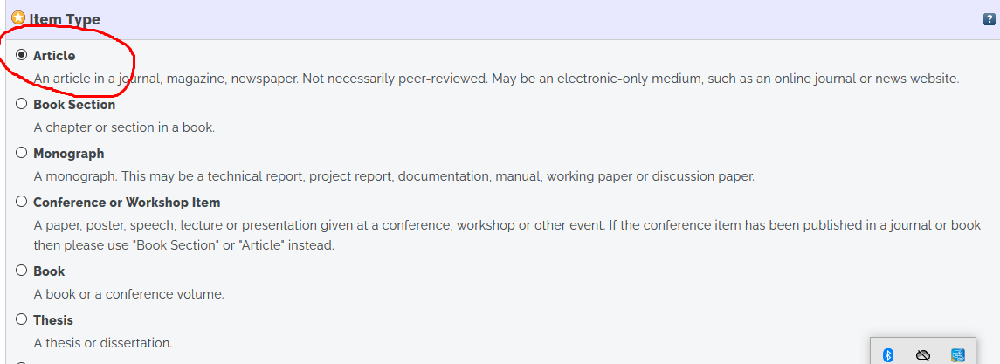 Item Type
?
Article
An article in a journal, magazine, newspaper. Not necessarily peer-reviewed. May be an electronic-only medium, such as an online journal or news website.
Book Section
A chapter or section in a book.
Monograph
A monograph. This may be a technical report, project report, documentation, manual, working paper or discussion paper.
Conference or Workshop Item
A paper, poster, speech, lecture or presentation given at a conference, workshop or other event. If the conference item has been published in a journal or book
then please use "Book Section" or "Article" instead.
Book
A book or a conference volume.
Thesis
A thesis or dissertation.